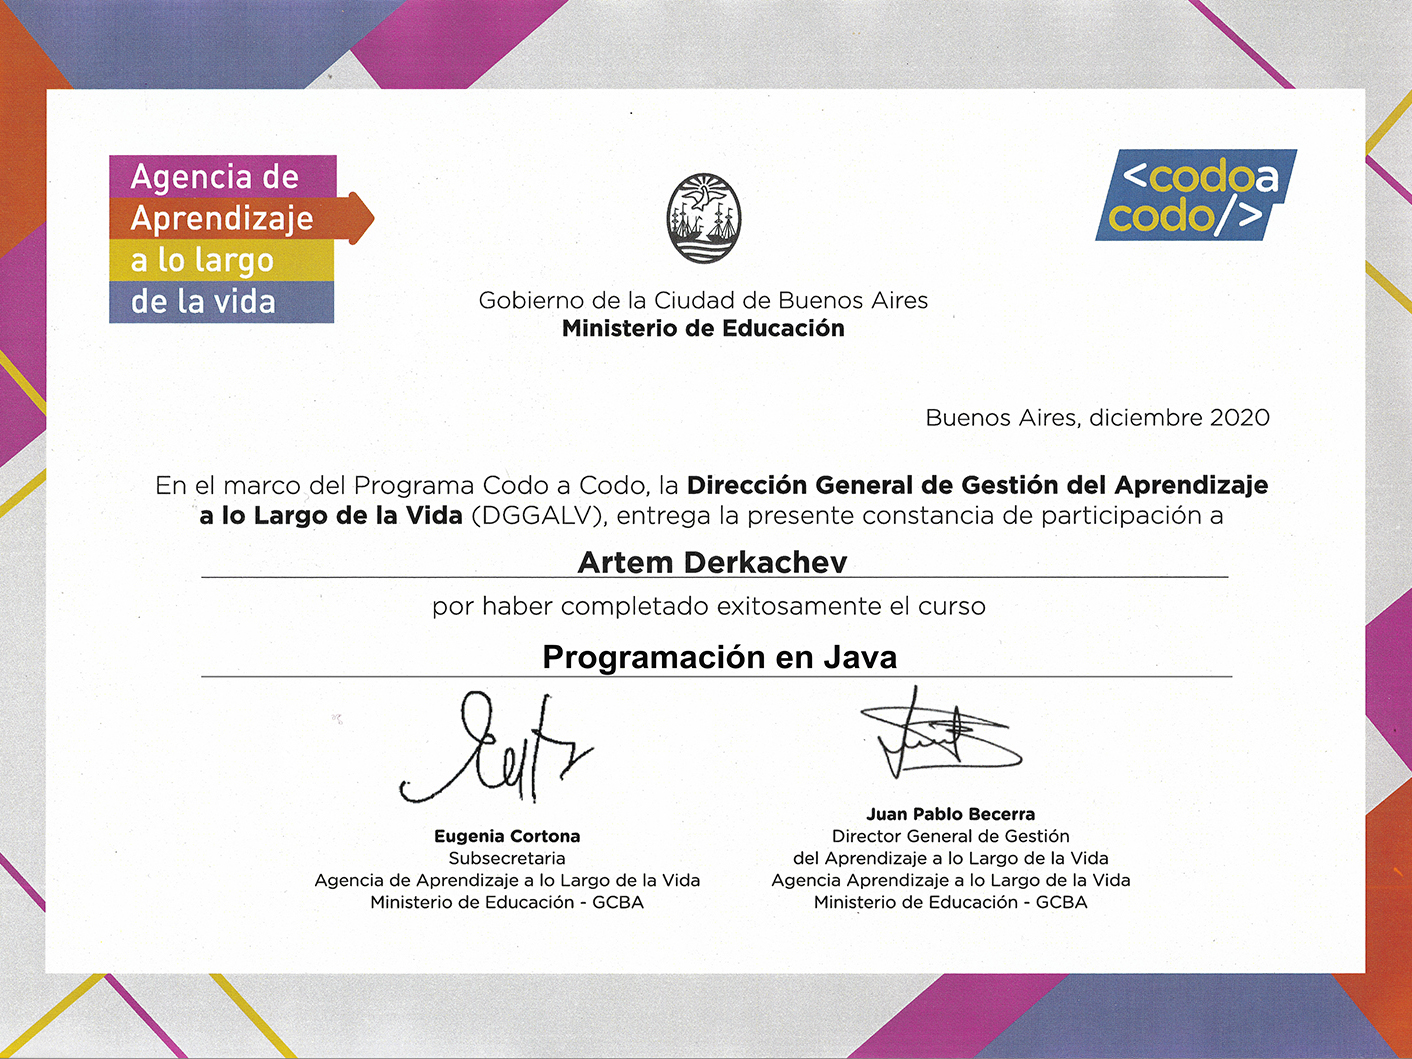 Agencia de
Aprendizaje
a lo largo
de la vida
<codoa
codo/>
Gobierno de la Ciudad de Buenos Aires
Ministerio de Educación
Buenos Aires, diciembre 2020
En el marco del Programa Codo a Codo, la Dirección General de Gestión del Aprendizaje
a lo Largo de la Vida (DGGALV), entrega la presente constancia de participación a
Artem Derkachev
por haber completado exitosamente el curso
Programación en Java
Eugenia Cortona
Subsecretaria
Agencia de Aprendizaje a lo Largo de la Vida
Ministerio de Educación - GCBA
Juan Pablo Becerra
Director General de Gestión
del Aprendizaje a lo Largo de la Vida
Agencia Aprendizaje a lo Largo de la Vida
Ministerio de Educación - GCBA